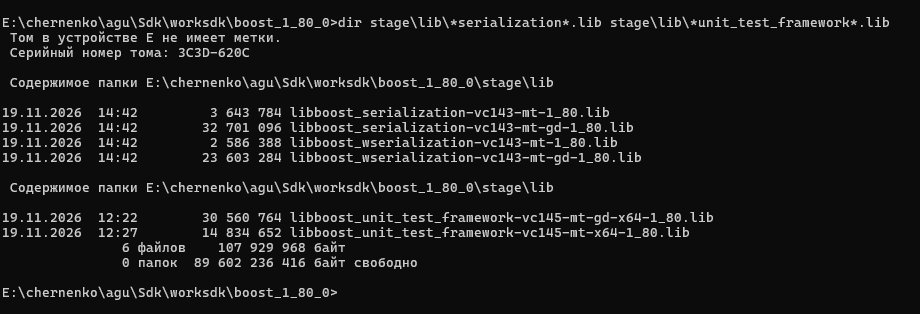 E:\chernenko\agu\Sdk\worksdk\boost_1_80_0>dir stage\lib\*serialization*.lib stage\lib\*unit_test_framework*.lib
 Том в устройстве E не имеет метки.
 Серийный номер тома: 3C3D-620C

 Содержимое папки E:\chernenko\agu\Sdk\worksdk\boost_1_80_0\stage\lib

19.11.2026  14:42         3 643 784 libboost_serialization-vc143-mt-1_80.lib
19.11.2026  14:42        32 701 096 libboost_serialization-vc143-mt-gd-1_80.lib
19.11.2026  14:42         2 586 388 libboost_wserialization-vc143-mt-1_80.lib
19.11.2026  14:42        23 603 284 libboost_wserialization-vc143-mt-gd-1_80.lib

 Содержимое папки E:\chernenko\agu\Sdk\worksdk\boost_1_80_0\stage\lib

19.11.2026  12:22        30 560 764 libboost_unit_test_framework-vc145-mt-gd-x64-1_80.lib
19.11.2026  12:27        14 834 652 libboost_unit_test_framework-vc145-mt-x64-1_80.lib
               6 файлов    107 929 968 байт
               0 папок  89 602 236 416 байт свободно

E:\chernenko\agu\Sdk\worksdk\boost_1_80_0>